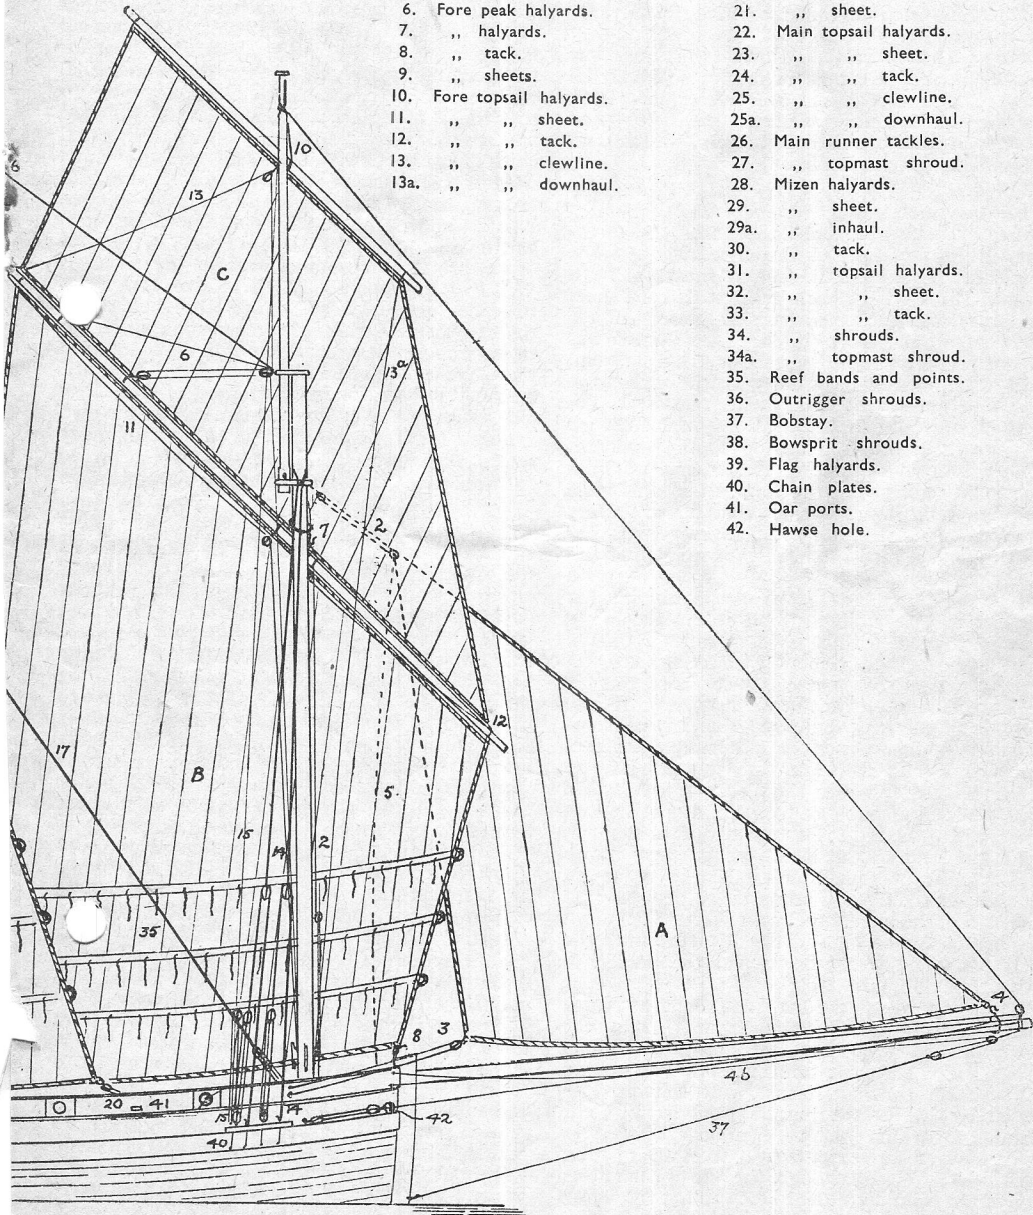 6. Fore peak halyards.
7. ,, halyards.
8. ,, tack.
9. ,, sheets.
10. Fore topsail halyards.
11. ,, ,, sheet.
12. ,, ,, tack.
13. ,, ,, clewline.
13a. ,, ,, downhaul.
21. ,, sheet.
22. Main topsail halyards.
23. ,, ,, sheet.
24. ,, ,, tack.
25. ,, ,, clewline.
25a. ,, ,, downhaul.
26. Main runner tackles.
27. ,, topmast shroud.
28. Mizen halyards.
29. ,, sheet.
29a. ,, inhaul.
30. ,, tack.
31. ,, topsail halyards.
32. ,, ,, sheet.
33. ,, ,, tack.
34. ,, shrouds.
34a. ,, topmast shroud.
35. Reef bands and points.
36. Outrigger shrouds.
37. Bobstay.
38. Bowsprit shrouds.
39. Flag halyards.
40. Chain plates.
41. Oar ports.
42. Hawse hole.
10
6
13
C
6
13a
11
7
2
12
17
B
5
15
14
2
35
A
4
3
8
4b
20
41
15
14
42
40
37